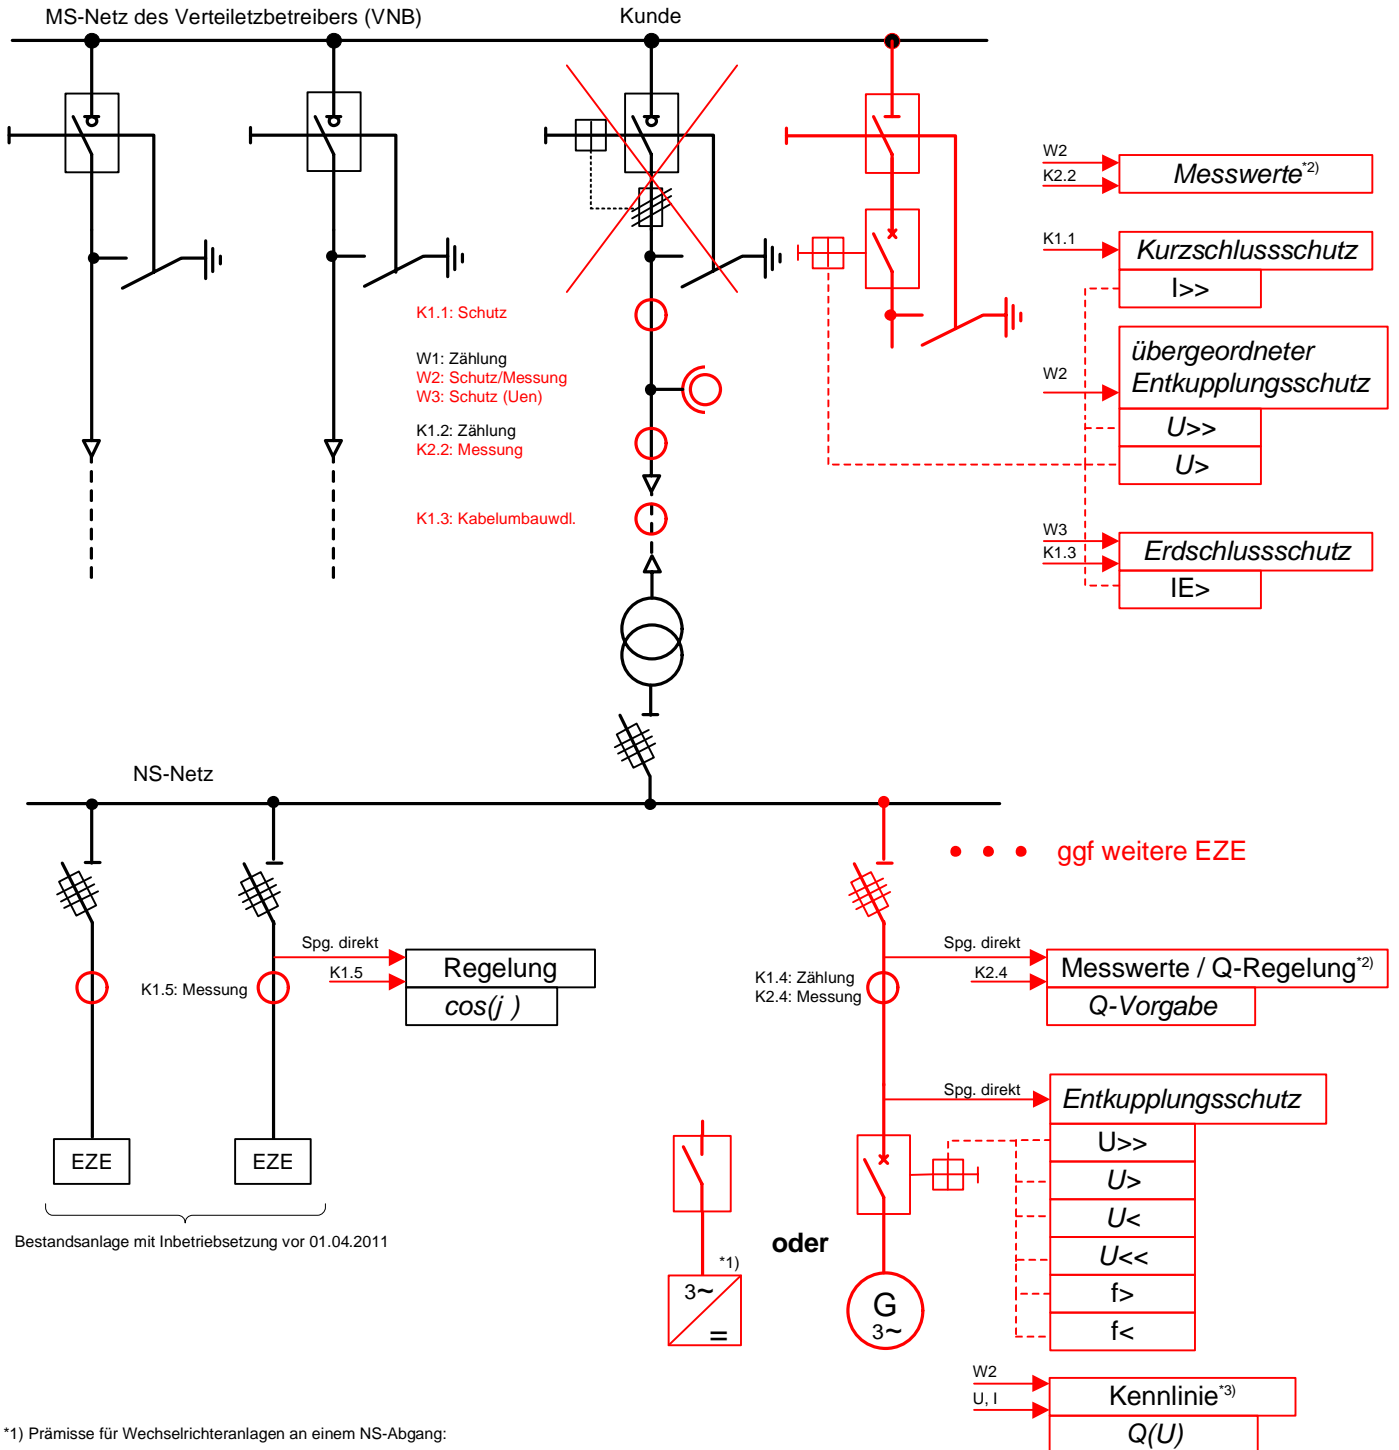 MS-Netz des Verteiletzbetreibers (VNB)
Kunde
W2
K2.2
Messwerte*2)
K1.1
Kurzschlussschutz
I>>
K1.1: Schutz
W1: Zählung
W2: Schutz/Messung
W3: Schutz (Uen)
K1.2: Zählung
K2.2: Messung
K1.3: Kabelumbauwdl.
W2
übergeordneter
Entkupplungsschutz
U>>
U>
W3
K1.3
Erdschlussschutz
IE>
NS-Netz
ggf weitere EZE
Spg. direkt
K1.5
Regelung
cos(j )
K1.5: Messung
K1.4: Zählung
K2.4: Messung
Spg. direkt
K2.4
Messwerte / Q-Regelung*2)
Q-Vorgabe
Spg. direkt
Entkupplungsschutz
U>>
U>
U<
U<<
f>
f<
EZE
EZE
Bestandsanlage mit Inbetriebsetzung vor 01.04.2011
oder
*1)
3~
=
G
3~
W2
U, I
Kennlinie*3)
Q(U)
*1) Prämisse für Wechselrichteranlagen an einem NS-Abgang: